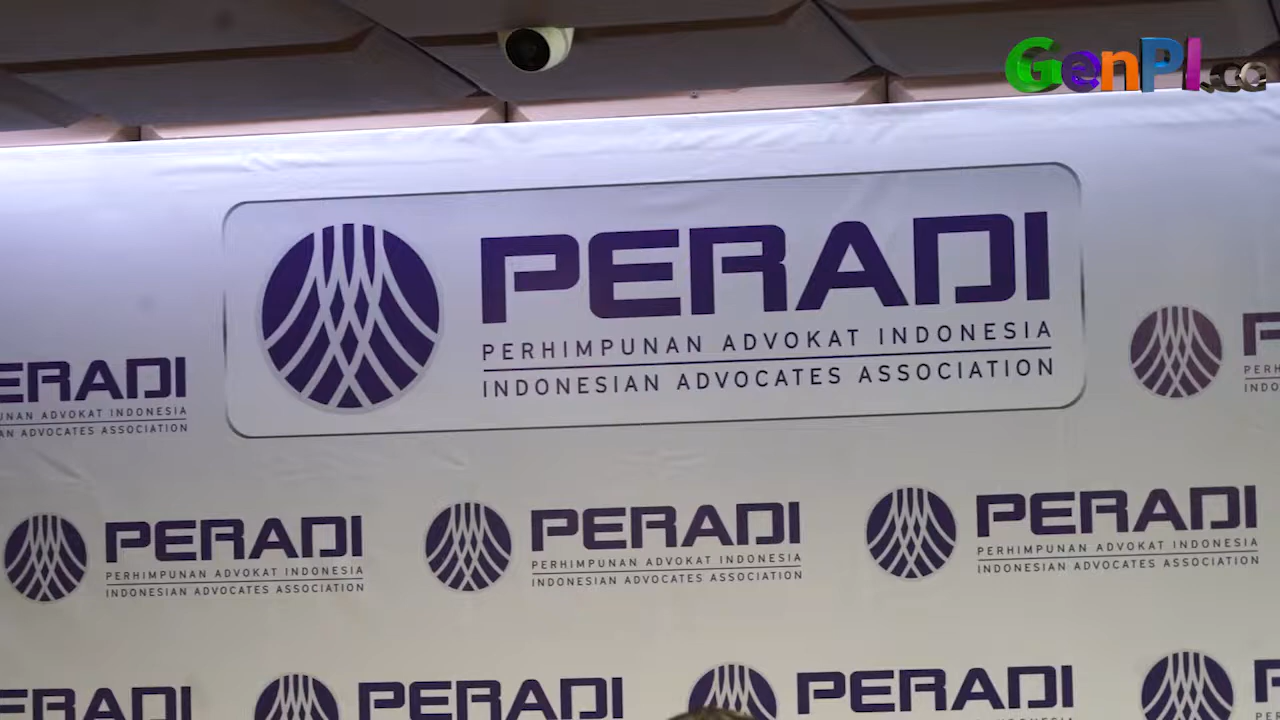 GenPI.co
PERADI
PERHIMPUNAN ADVOKAT INDONESIA
INDONESIAN ADVOCATES ASSOCIATION
ERADI
ADVOKAT INDONESIA
ADVOCATES ASSOCIATION
PERADI
PERHIMPUNAN ADVOKAT INDONESIA
INDONESIAN ADVOCATES ASSOCIATION
PERADI
PERHIMPUNAN ADVOKAT INDONESIA
INDONESIAN ADVOCATES ASSOCIATION
PERADI
PERHIMPUNAN ADVOKAT INDONESIA
INDONESIAN ADVOCATES ASSOCIATION
ERADI
PERADI
PERADI